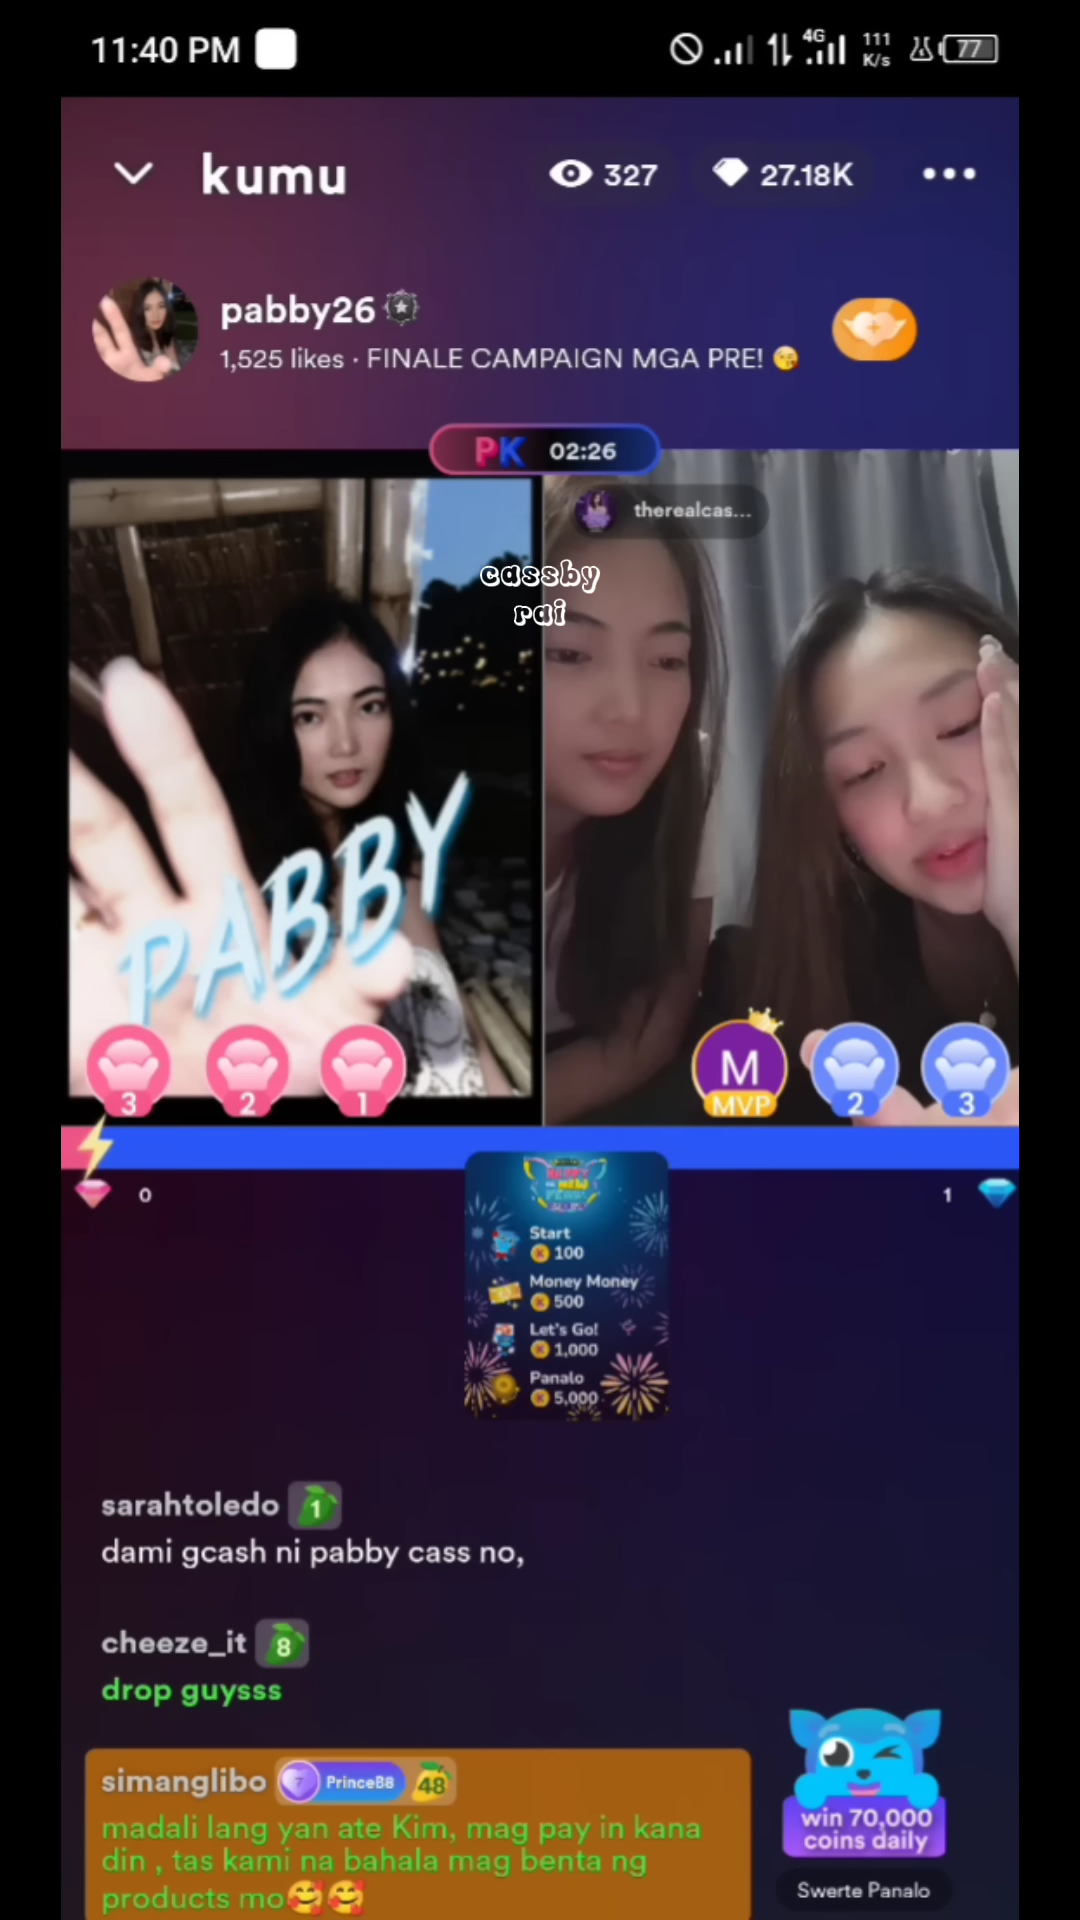 11:40 PM
4G
111
K/s
77
kumu
327
27.18K
pabby26
1,525 likes · FINALE CAMPAIGN MGA PRE! 😘
PK 02:26
therealcas...
cassby
rai
PABBY
3
2
1
M
MVP
2
3
0
1
Start
100
Money Money
500
Let's Go!
1,000
Panalo
5,000
sarahtoledo 1
dami gcash ni pabby cass no,
cheeze_it 8
drop guysss
simanglibo 7 Prince88 48
madali lang yan ate Kim, mag pay in kana
din , tas kami na bahala mag benta ng
products mo🥰🥰
win 70,000
coins daily
Swerte Panalo